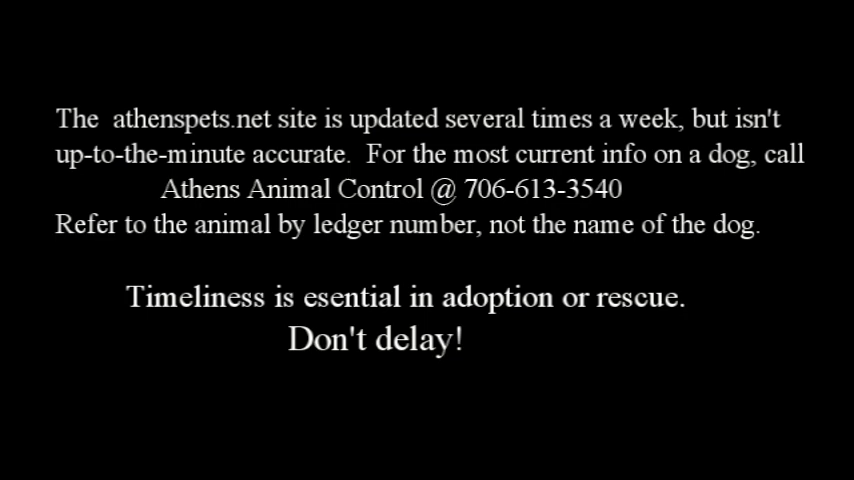 The  athenspets.net site is updated several times a week, but isn't
up-to-the-minute accurate.  For the most current info on a dog, call
Athens Animal Control @ 706-613-3540
Refer to the animal by ledger number, not the name of the dog.
Timeliness is esential in adoption or rescue.
Don't delay!